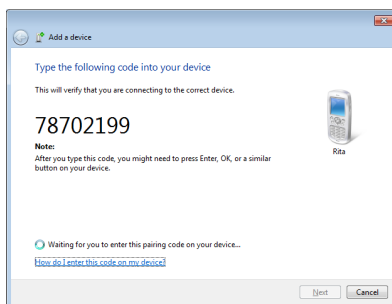 Add a device
Type the following code into your device
This will verify that you are connecting to the correct device.
78702199
Note:
After you type this code, you might need to press Enter, OK, or a similar
button on your device.
Rita
Waiting for you to enter this pairing code on your device...
How do I enter this code on my device?
Next Cancel